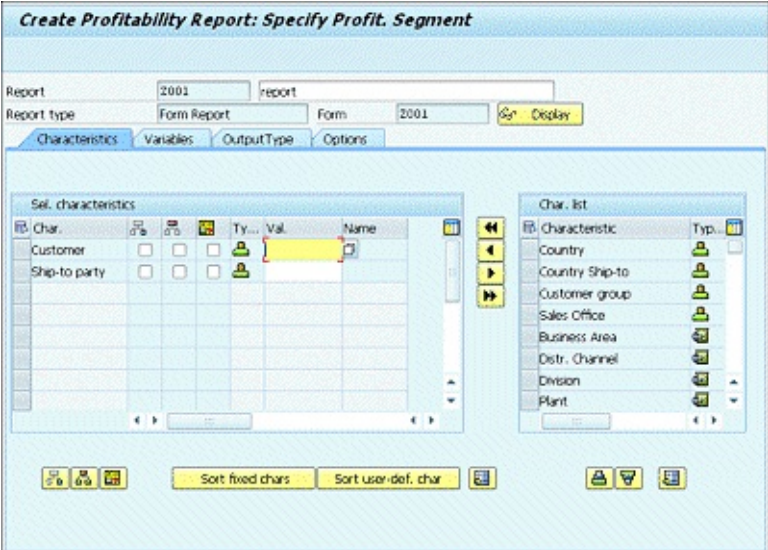 Create Profitability Report: Specify Profit. Segment
Report 2001 report
Report type Form Report Form 2001 Display
Characteristics Variables OutputType Options
Sel. characteristics Char. list
Char. Ty... Val. Name Characteristic Typ...
Customer Country
Ship-to party Country Ship-to
Customer group
Sales Office
Business Area
Distr. Channel
Division
Plant
Sort fixed chars Sort user-def. char